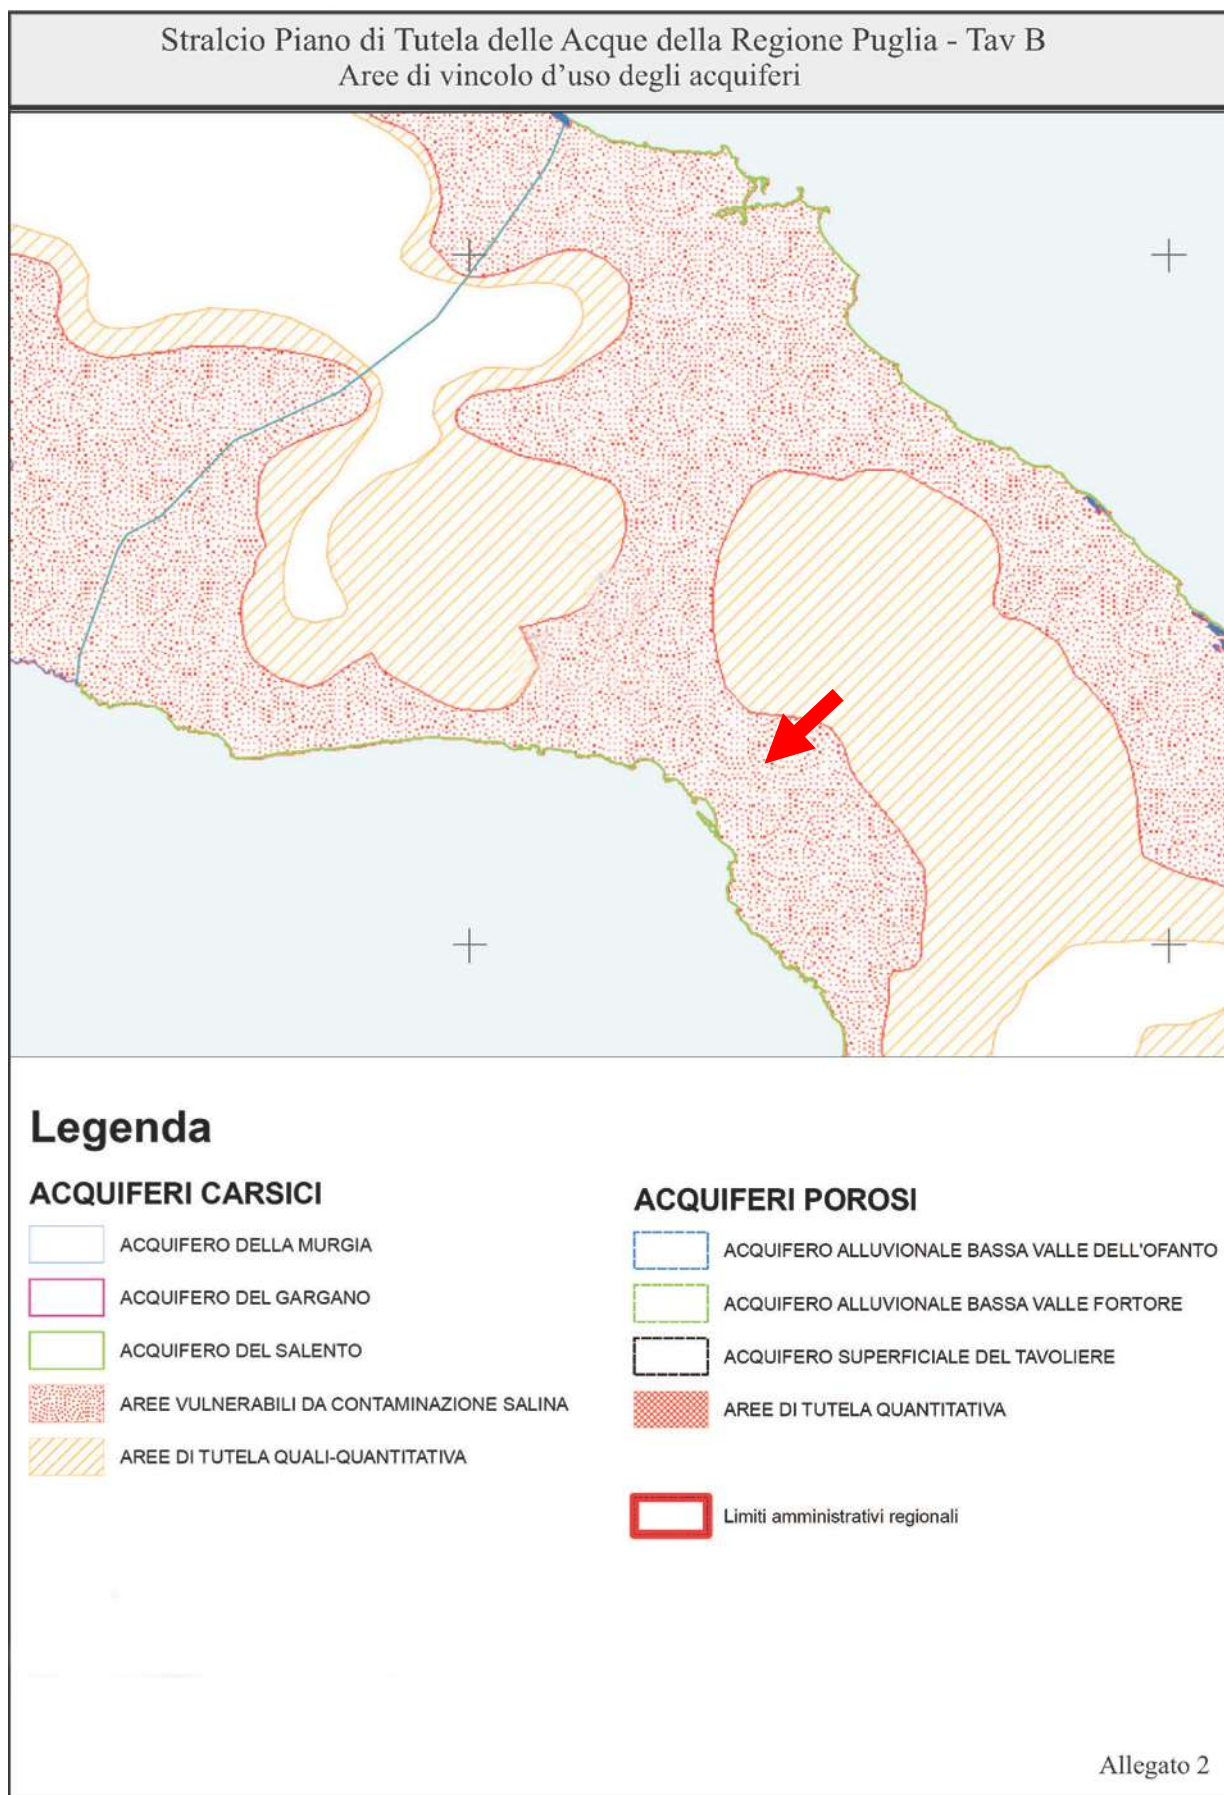 Stralcio Piano di Tutela delle Acque della Regione Puglia - Tav B
Aree di vincolo d'uso degli acquiferi
Legenda
ACQUIFERI CARSICI
ACQUIFERO DELLA MURGIA
ACQUIFERO DEL GARGANO
ACQUIFERO DEL SALENTO
AREE VULNERABILI DA CONTAMINAZIONE SALINA
AREE DI TUTELA QUALI-QUANTITATIVA
ACQUIFERI POROSI
ACQUIFERO ALLUVIONALE BASSA VALLE DELL'OFANTO
ACQUIFERO ALLUVIONALE BASSA VALLE FORTORE
ACQUIFERO SUPERFICIALE DEL TAVOLIERE
AREE DI TUTELA QUANTITATIVA
Limiti amministrativi regionali
Allegato 2